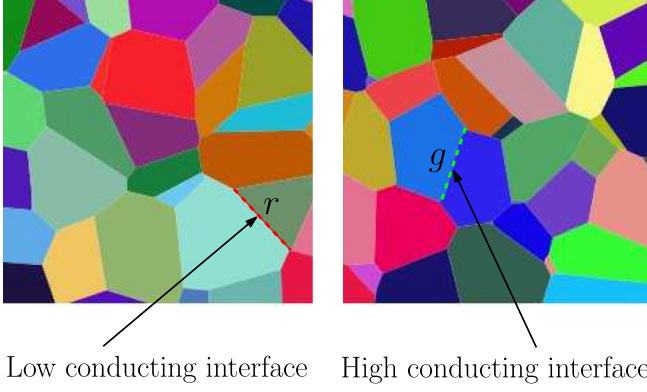 g
r
Low conducting interface
High conducting interface